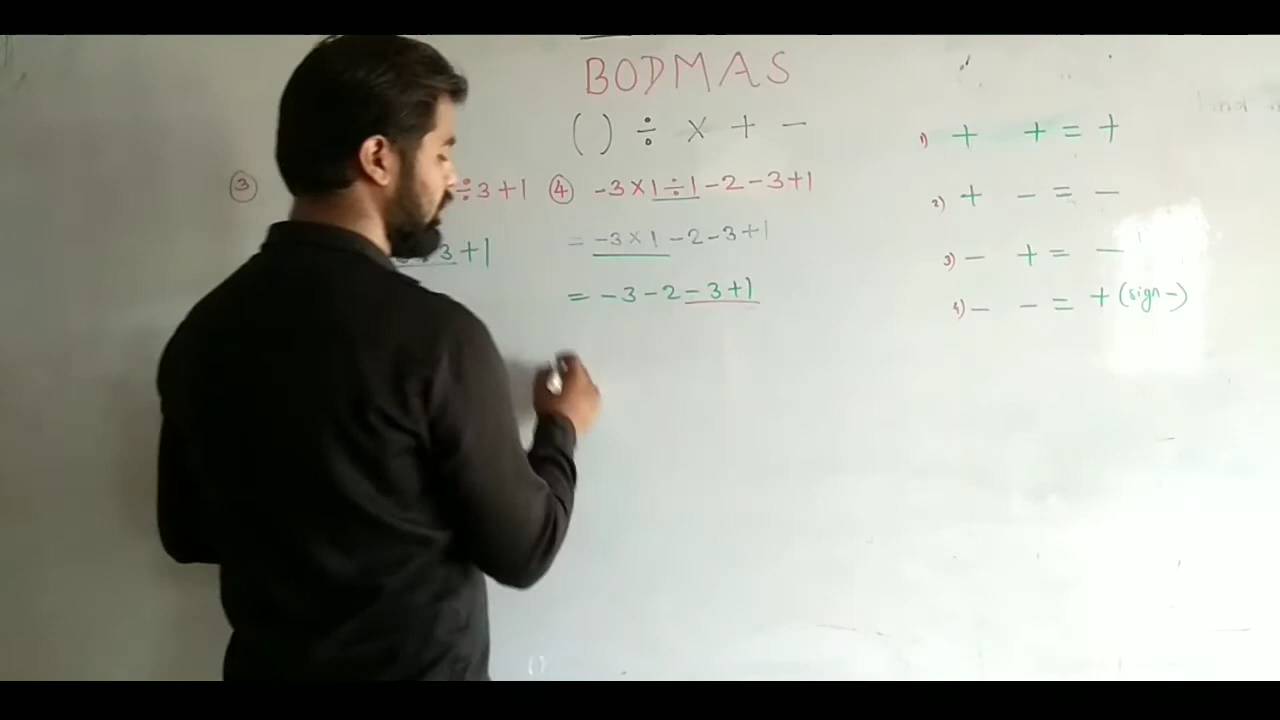 BODMAS
( ) ÷ × + -
③ ÷3+1
3+1
④ -3×1÷1-2-3+1
= -3×1-2-3+1
= -3-2-3+1
1) + + = +
2) + - = -
3) - + = -
4) - - = + (sign -)